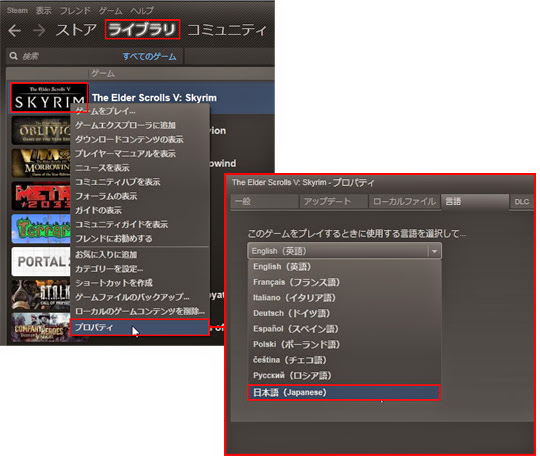 Steam 表示 フレンド ゲーム ヘルプ
← → ストア ライブラリ コミュニティ
検索 すべてのゲーム
ゲーム
The Elder Scrolls V
SKYRIM
The Elder Scrolls V: Skyrim
ゲームをプレイ...
ゲームエクスプローラに追加
ダウンロードコンテンツの表示
プレイヤーマニュアルを表示
ニュースを表示
コミュニティハブを表示
フォーラムの表示
ガイドの表示
コミュニティガイドを表示
フレンドにお勧めする
お気に入りに追加
カテゴリーを設定...
ショートカットを作成
ゲームファイルのバックアップ...
ローカルのゲームコンテンツを削除...
プロパティ
OBLIVION
MORROWIND
METRO
2033
Terraria
PORTAL 2
S.T.A.L.K.E.R.
CALL OF PRIPYAT
COMPANY OF HEROES
vion
rowind
The Elder Scrolls V: Skyrim - プロパティ
一般 アップデート ローカルファイル 言語 DLC
このゲームをプレイするときに使用する言語を選択して...
English (英語)
English (英語)
Français (フランス語)
Italiano (イタリア語)
Deutsch (ドイツ語)
Español (スペイン語)
Polski (ポーランド語)
čeština (チェコ語)
Русский (ロシア語)
日本語 (Japanese)